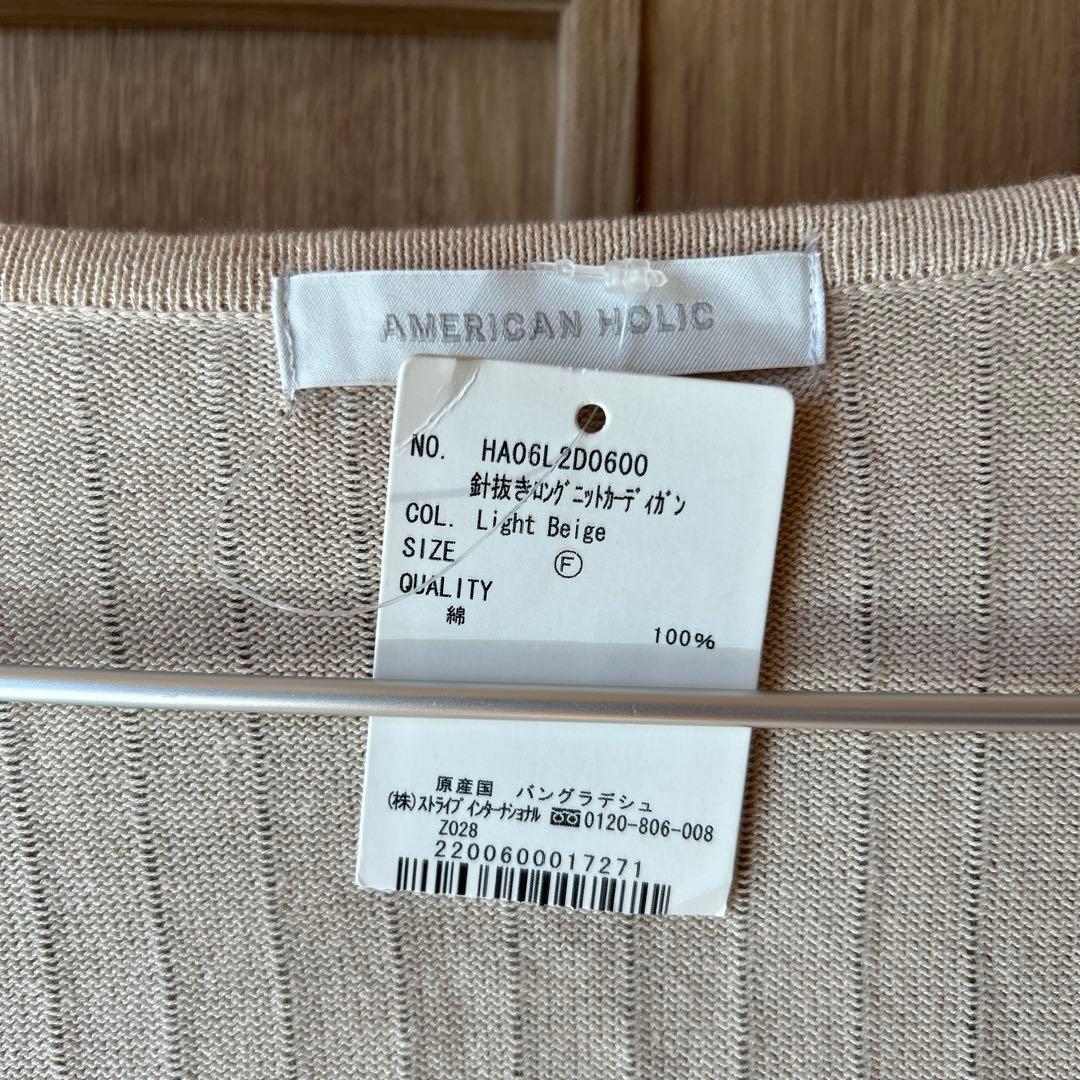 AMERICAN HOLIC
NO. HA06L2D0600
針抜きﾛﾝｸﾞﾆｯﾄｶｰﾃﾞｨｶﾞﾝ
COL. Light Beige
SIZE Ⓕ
QUALITY
綿
100%
原産国 バングラデシュ
(株)ｽﾄﾗｲﾌﾟｲﾝﾀｰﾅｼｮﾅﾙ 0120-806-008
Z028
2200600017271